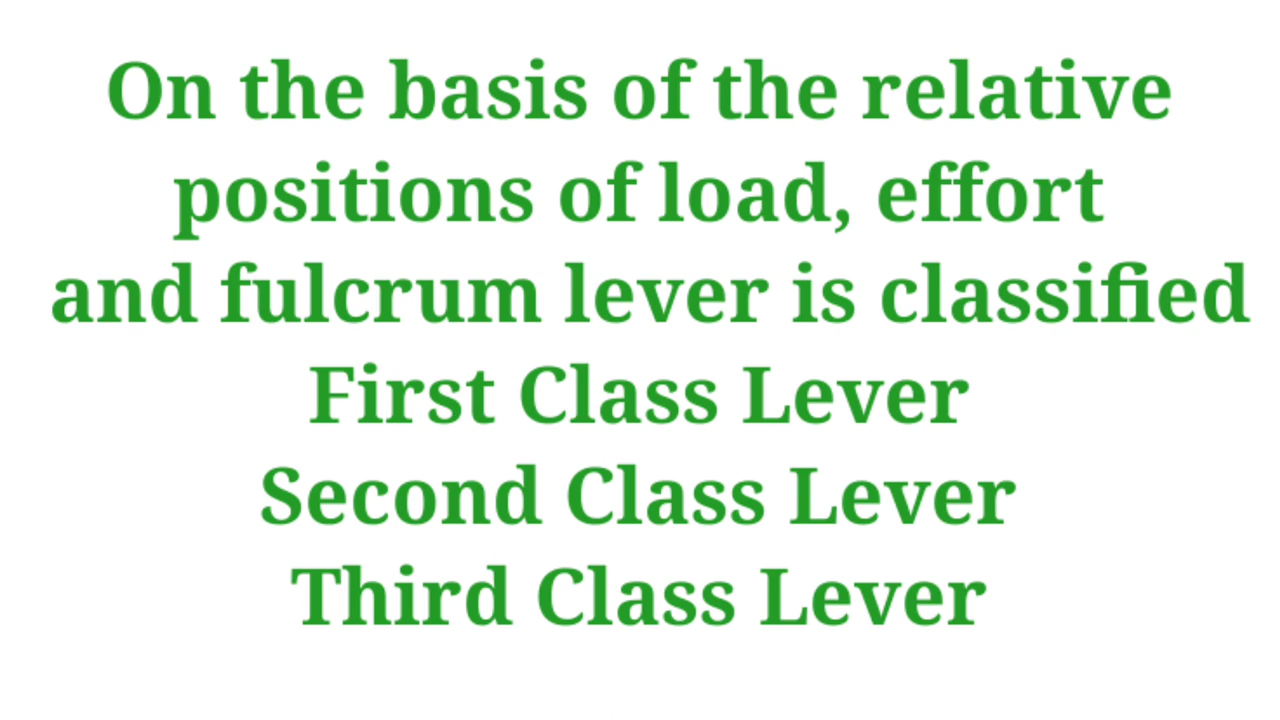 On the basis of the relative
positions of load, effort
and fulcrum lever is classified
First Class Lever
Second Class Lever
Third Class Lever